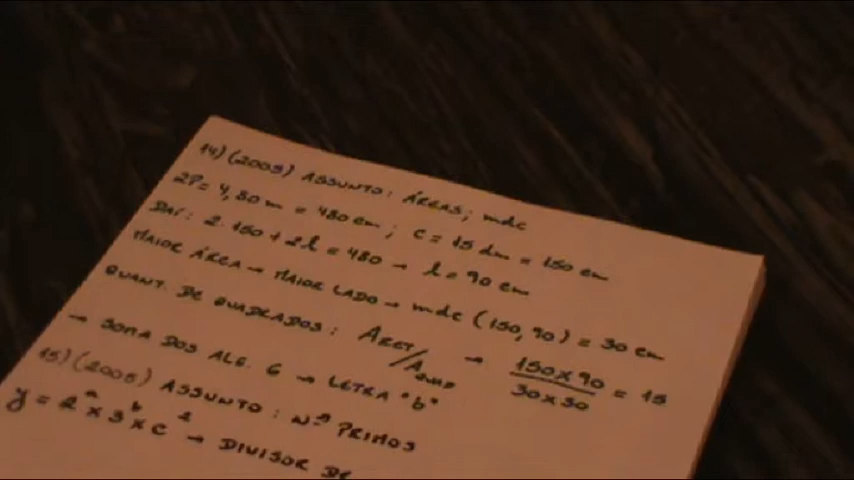 14) (2005) ASSUNTO: ÁREAS; mdc
2P = 4,80 m = 480 cm; C = 15 dm = 150 cm
DAÍ: 2.150 + 2l = 480 → l = 90 cm
MAIOR ÁREA → MAIOR LADO → mdc (150, 90) = 30 cm
QUANT. DE QUADRADOS: ARET/AQUAD → 150x90/30x30 = 15
→ SOMA DOS ALG. 6 → LETRA "b"
15) (2005) ASSUNTO: Nºs PRIMOS
y = 2^a x 3^b x c^2 → DIVISOR DE